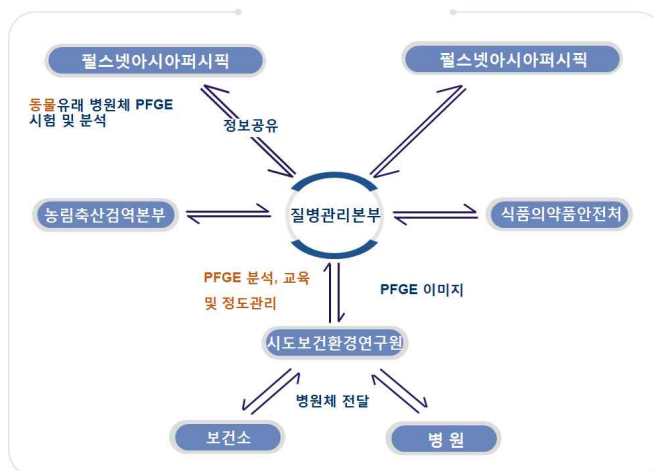 펄스넷아시아퍼시픽
펄스넷아시아퍼시픽
동물유래 병원체 PFGE
시험 및 분석
정보공유
농림축산검역본부
질병관리본부
식품의약품안전처
PFGE 분석, 교육
및 정도관리
PFGE 이미지
시도보건환경연구원
병원체 전달
보건소
병 원